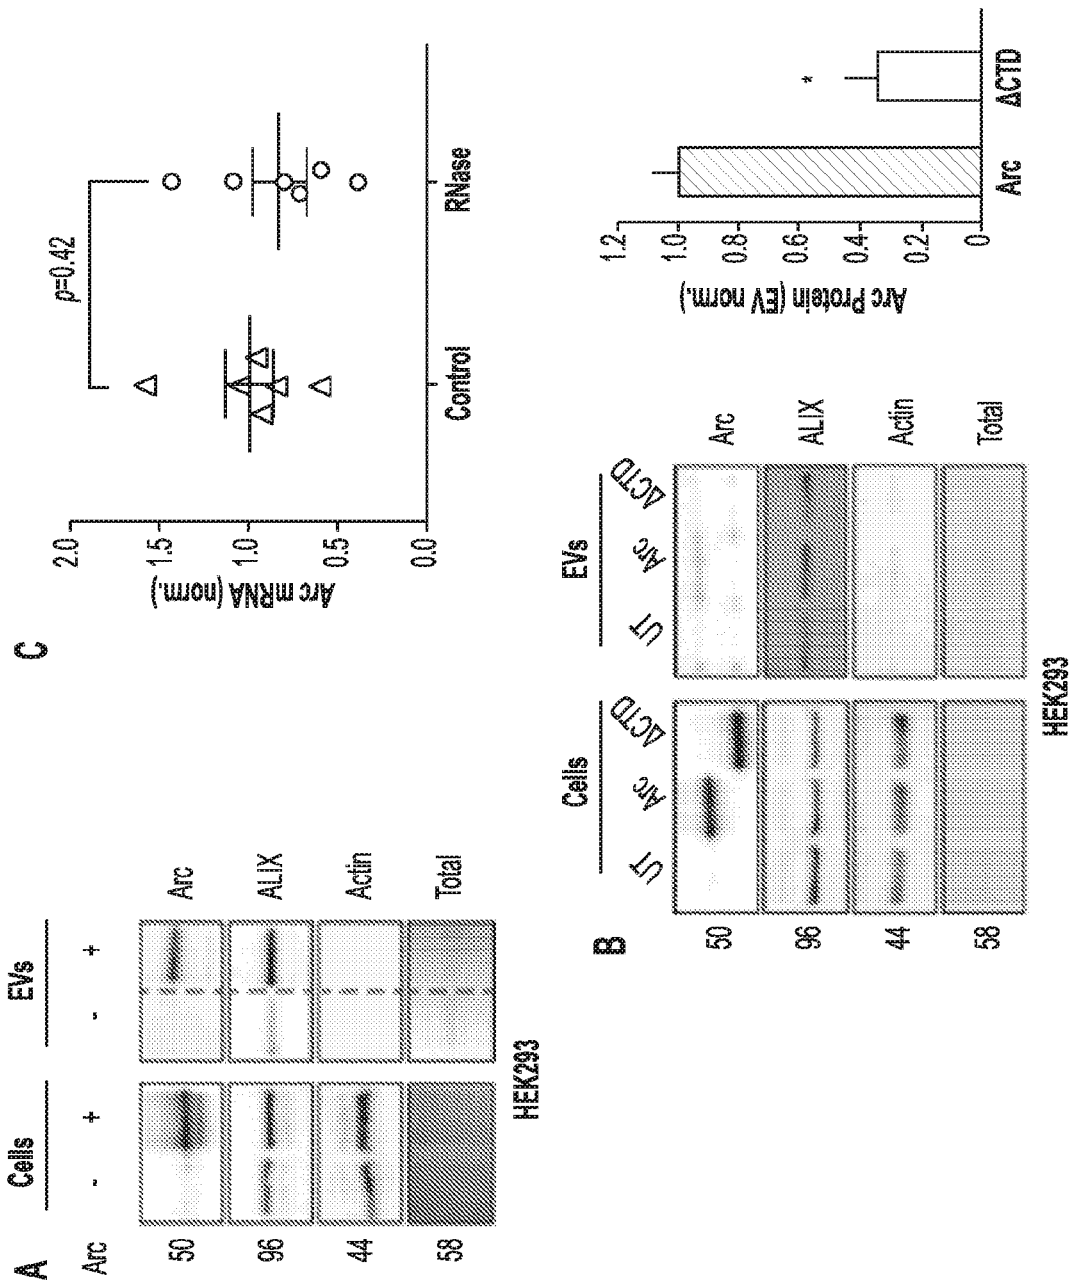 A
Cells EVs
Arc - + - +
50 Arc
96 ALIX
44 Actin
58 Total
HEK293
B
Cells EVs
UT Arc ΔCTD UT Arc ΔCTD
50 Arc
96 ALIX
44 Actin
58 Total
HEK293
Arc Protein (EV norm.)
1.2
1.0
0.8
0.6
0.4
0.2
0
*
Arc ΔCTD
C
Arc mRNA (norm.)
2.0
1.5
1.0
0.5
0.0
p=0.42
Control RNase